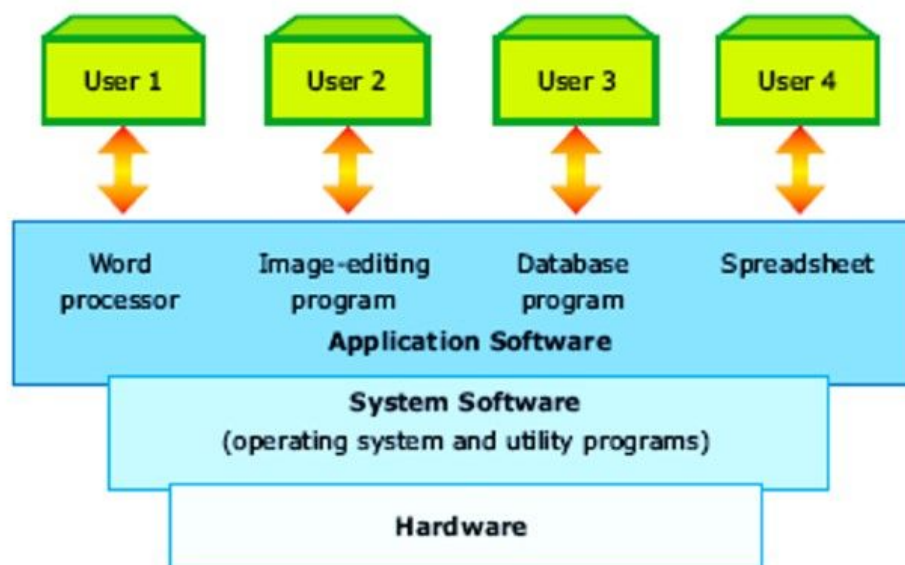 User 1
User 2
User 3
User 4
Word
processor
Image-editing
program
Database
program
Spreadsheet
Application Software
System Software
(operating system and utility programs)
Hardware